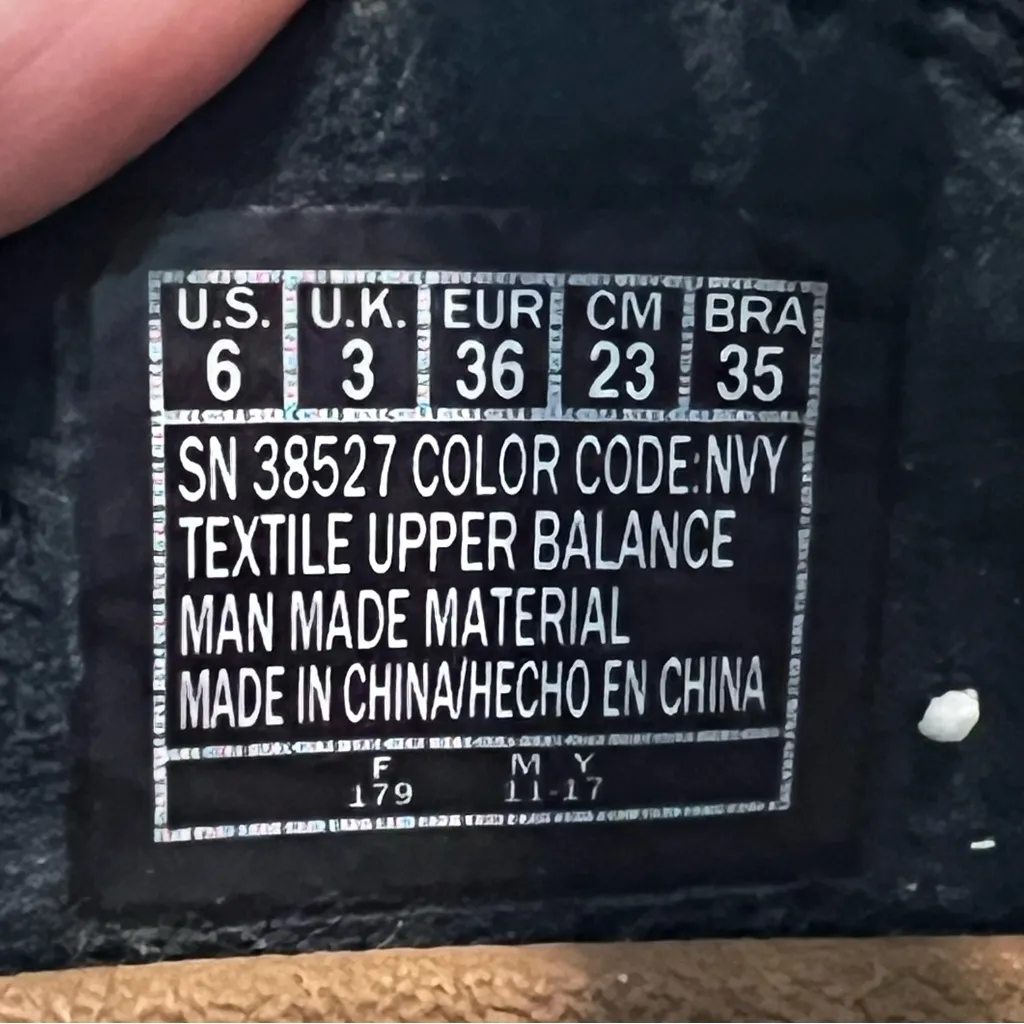 U.S. U.K. EUR CM BRA
6 3 36 23 35
SN 38527 COLOR CODE:NVY
TEXTILE UPPER BALANCE
MAN MADE MATERIAL
MADE IN CHINA/HECHO EN CHINA
F M Y
179 11-17